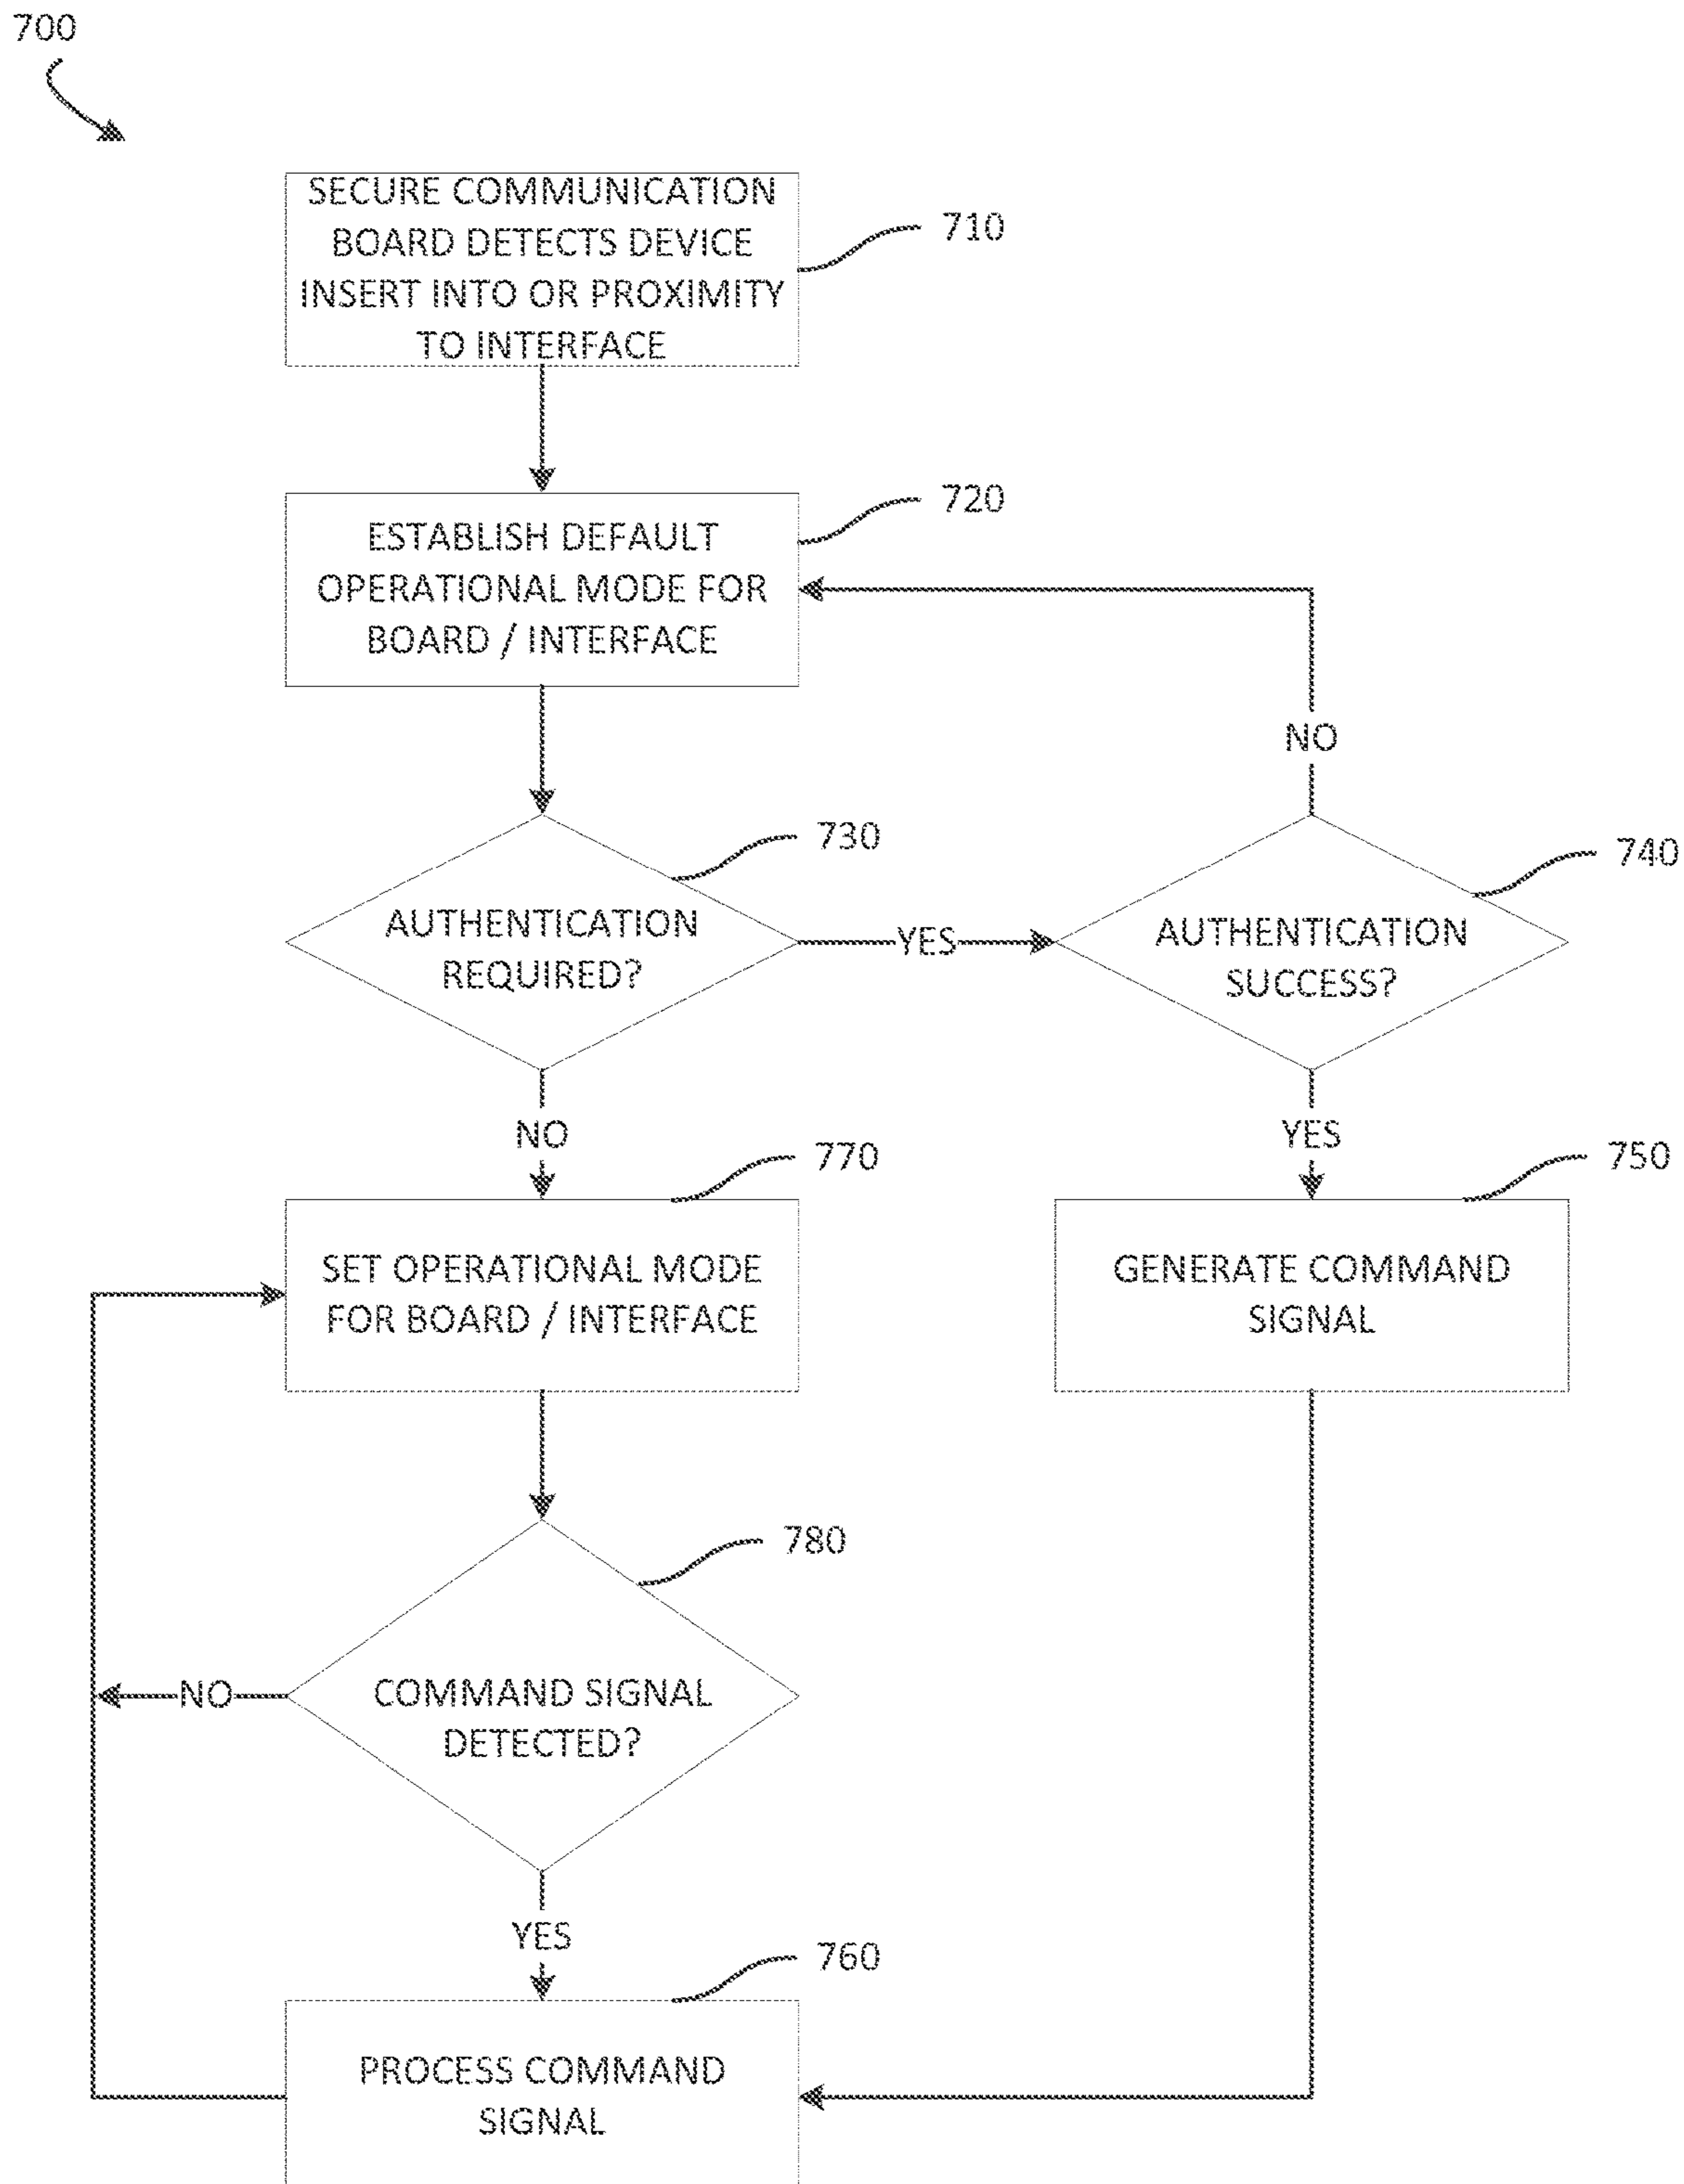 700
SECURE COMMUNICATION
BOARD DETECTS DEVICE
INSERT INTO OR PROXIMITY
TO INTERFACE
710
ESTABLISH DEFAULT
OPERATIONAL MODE FOR
BOARD / INTERFACE
720
AUTHENTICATION
REQUIRED?
730
YES
AUTHENTICATION
SUCCESS?
740
NO
NO
YES
SET OPERATIONAL MODE
FOR BOARD / INTERFACE
770
GENERATE COMMAND
SIGNAL
750
COMMAND SIGNAL
DETECTED?
780
NO
YES
PROCESS COMMAND
SIGNAL
760